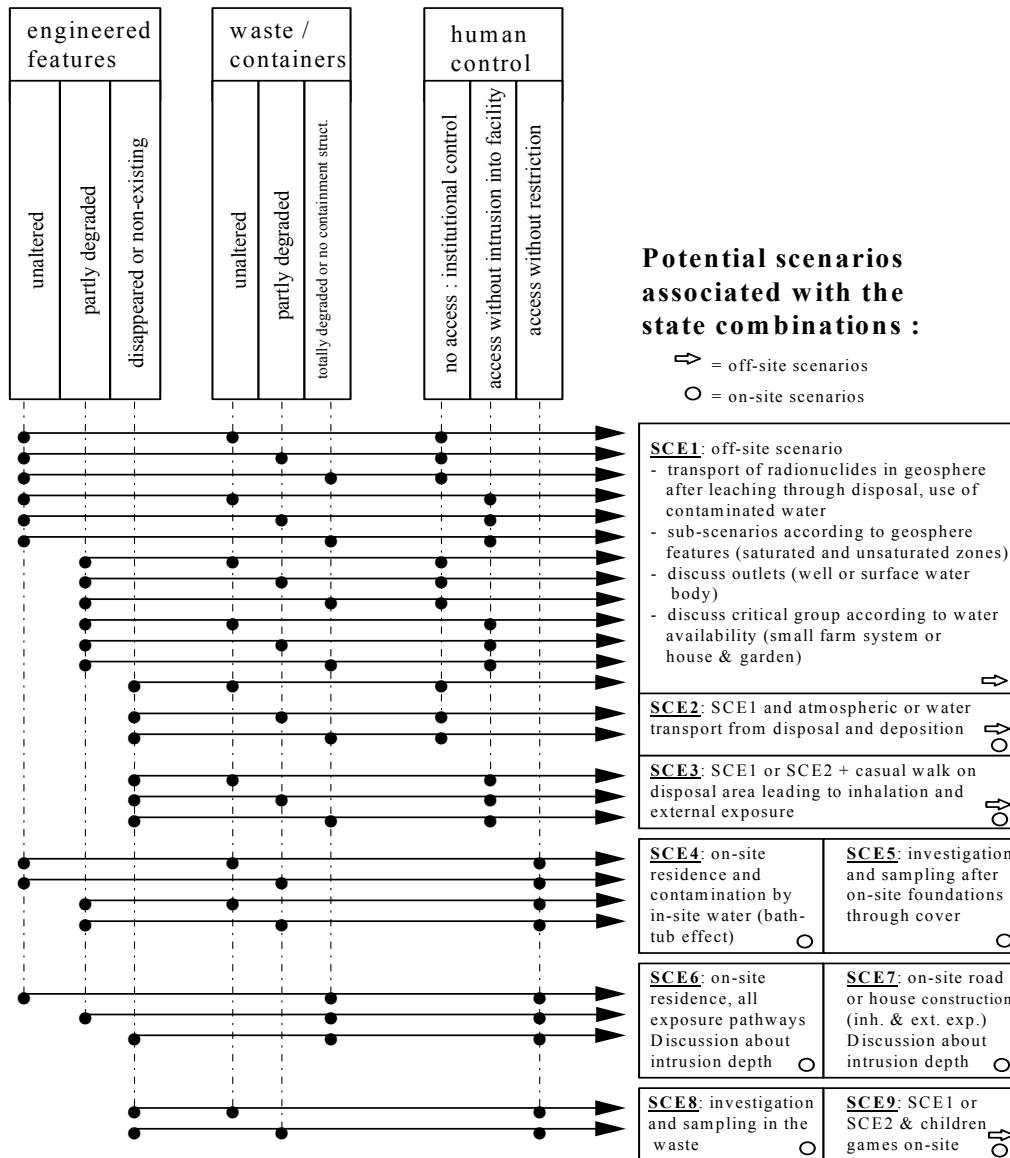 engineered
features
waste /
containers
human
control
unaltered
partly degraded
disappeared or non-existing
unaltered
partly degraded
totally degraded or no containment struct.
no access : institutional control
access without intrusion into facility
access without restriction
Potential scenarios
associated with the
state combinations :
= off-site scenarios
= on-site scenarios
SCE1: off-site scenario
- transport of radionuclides in geosphere
after leaching through disposal, use of
contaminated water
- sub-scenarios according to geosphere
features (saturated and unsaturated zones)
- discuss outlets (well or surface water
body)
- discuss critical group according to water
availability (small farm system or
house & garden)
SCE2: SCE1 and atmospheric or water
transport from disposal and deposition
SCE3: SCE1 or SCE2 + casual walk on
disposal area leading to inhalation and
external exposure
SCE4: on-site
residence and
contamination by
in-site water (bath-
tub effect)
SCE5: investigation
and sampling after
on-site foundations
through cover
SCE6: on-site
residence, all
exposure pathways
Discussion about
intrusion depth
SCE7: on-site road
or house construction
(inh. & ext. exp.)
Discussion about
intrusion depth
SCE8: investigation
and sampling in the
waste
SCE9: SCE1 or
SCE2 & children
games on-site